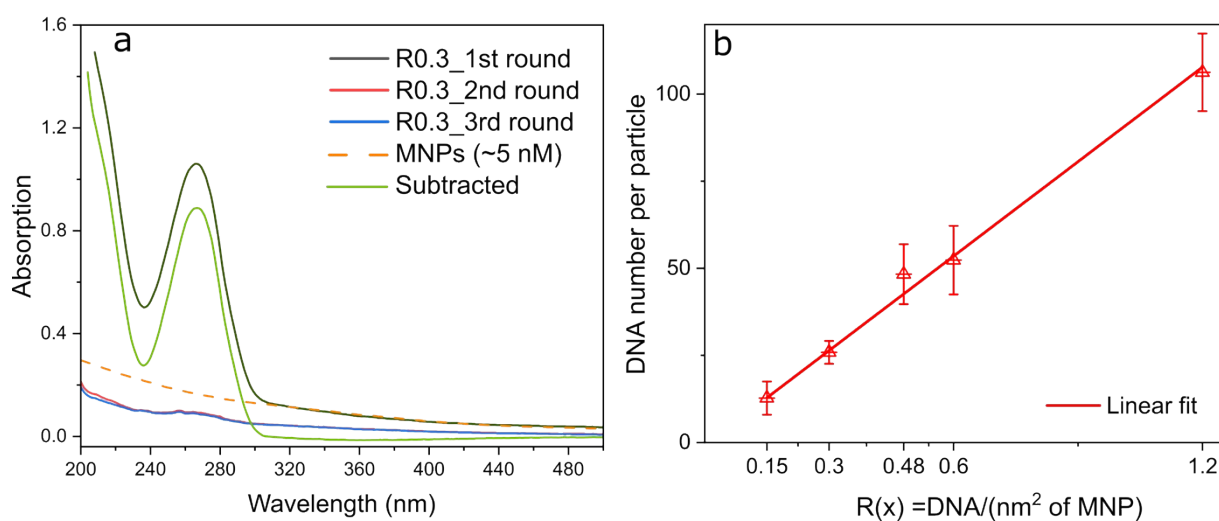 a
R0.3_1st round
R0.3_2nd round
R0.3_3rd round
MNPs (~5 nM)
Subtracted
Absorption
1.6
1.2
0.8
0.4
0.0
200 240 280 320 360 400 440 480
Wavelength (nm)
b
DNA number per particle
100
50
0
Linear fit
0.15 0.3 0.48 0.6 1.2
R(x) =DNA/(nm² of MNP)